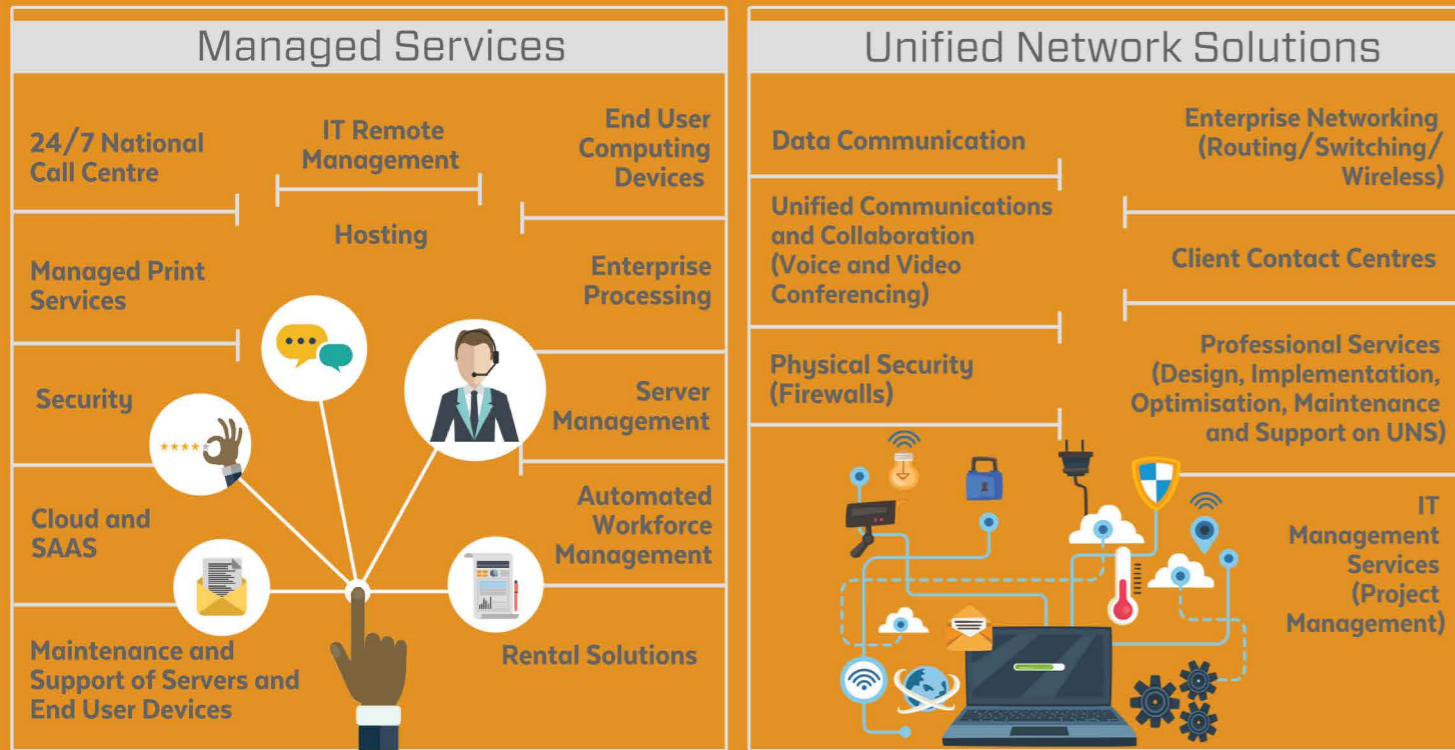 Managed Services
24/7 National
Call Centre
Managed Print
Services
Security
Cloud and
SAAS
Maintenance and
Support of Servers and
End User Devices
IT Remote
Management
Hosting
End User
Computing
Devices
Enterprise
Processing
Server
Management
Automated
Workforce
Management
Rental Solutions
Unified Network Solutions
Data Communication
Unified Communications
and Collaboration
(Voice and Video
Conferencing)
Physical Security
(Firewalls)
Enterprise Networking
(Routing/Switching/
Wireless)
Client Contact Centres
Professional Services
(Design, Implementation,
Optimisation, Maintenance
and Support on UNS)
IT
Management
Services
(Project
Management)